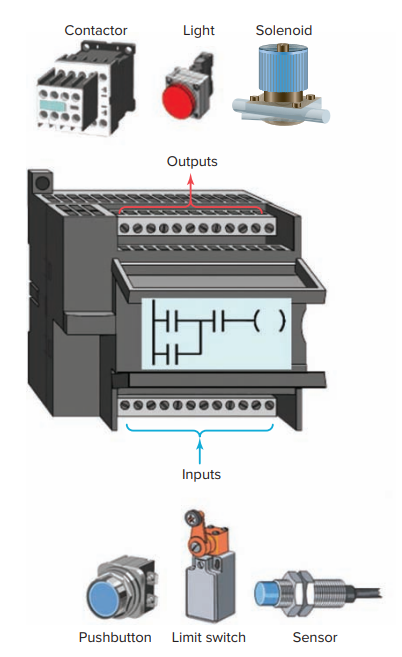 Contactor
Light
Solenoid
Outputs
Inputs
Pushbutton
Limit switch
Sensor